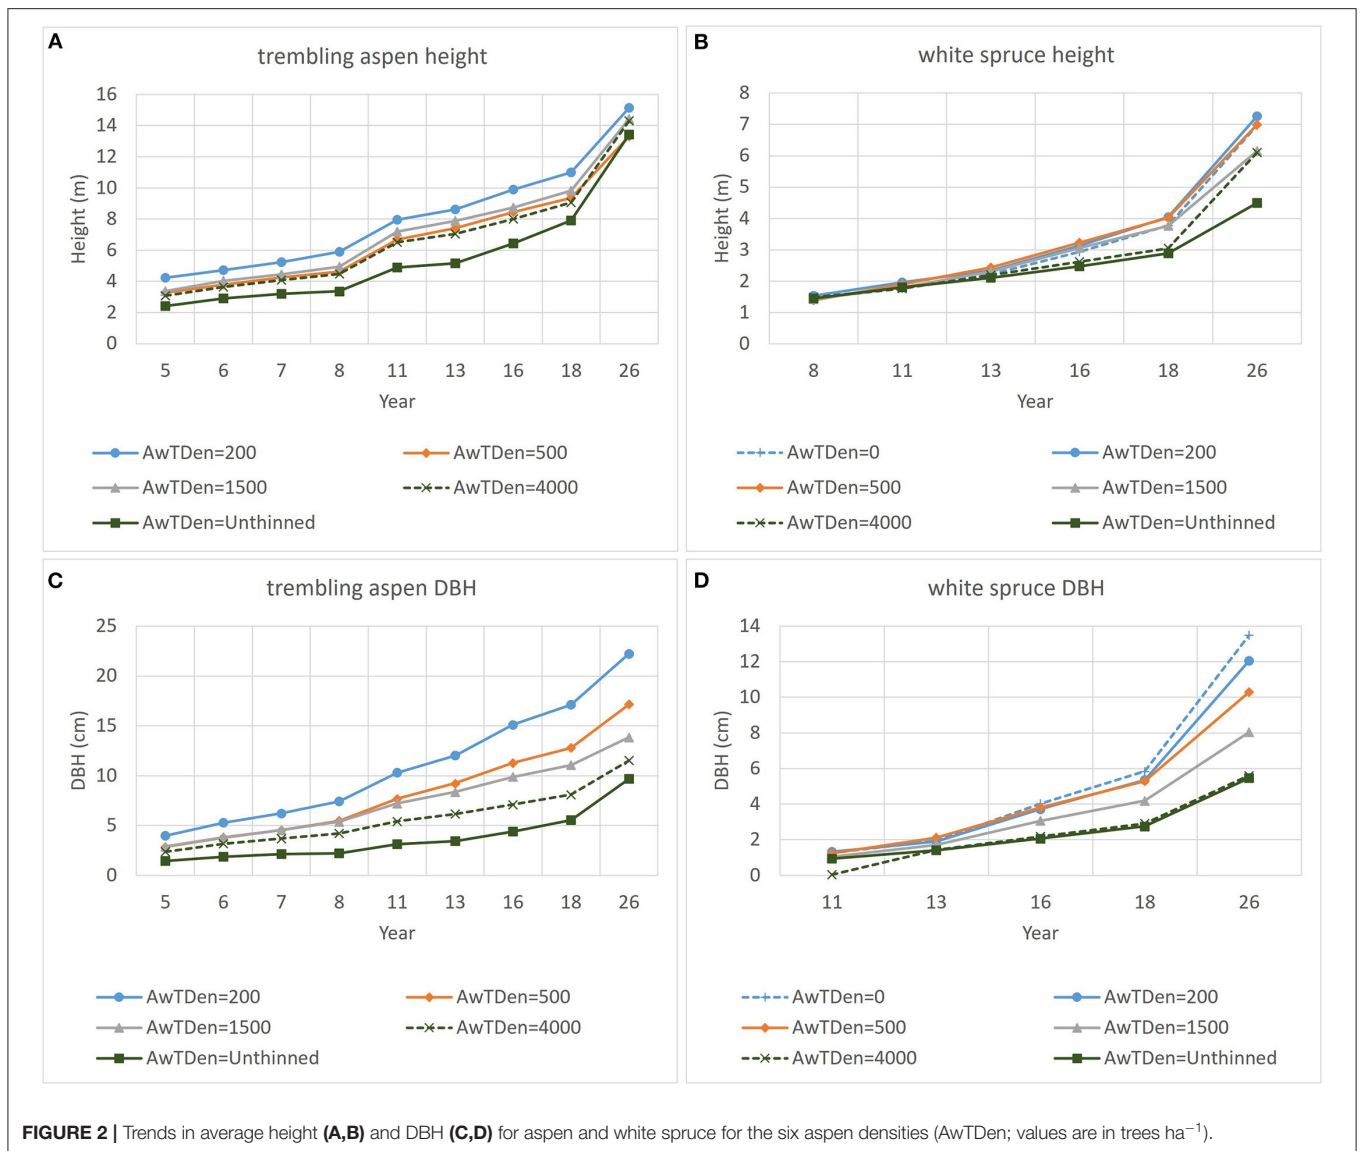 A
trembling aspen height
16
14
12
10
8
6
4
2
0
Height (m)
5 6 7 8 11 13 16 18 26
Year
AwTDen=200 AwTDen=500
AwTDen=1500 AwTDen=4000
AwTDen=Unthinned
B
white spruce height
8
7
6
5
4
3
2
1
0
Height (m)
8 11 13 16 18 26
Year
AwTDen=0 AwTDen=200
AwTDen=500 AwTDen=1500
AwTDen=4000 AwTDen=Unthinned
C
trembling aspen DBH
25
20
15
10
5
0
DBH (cm)
5 6 7 8 11 13 16 18 26
Year
AwTDen=200 AwTDen=500
AwTDen=1500 AwTDen=4000
AwTDen=Unthinned
D
white spruce DBH
14
12
10
8
6
4
2
0
DBH (cm)
11 13 16 18 26
Year
AwTDen=0 AwTDen=200
AwTDen=500 AwTDen=1500
AwTDen=4000 AwTDen=Unthinned
FIGURE 2 | Trends in average height (A,B) and DBH (C,D) for aspen and white spruce for the six aspen densities (AwTDen; values are in trees ha⁻¹).